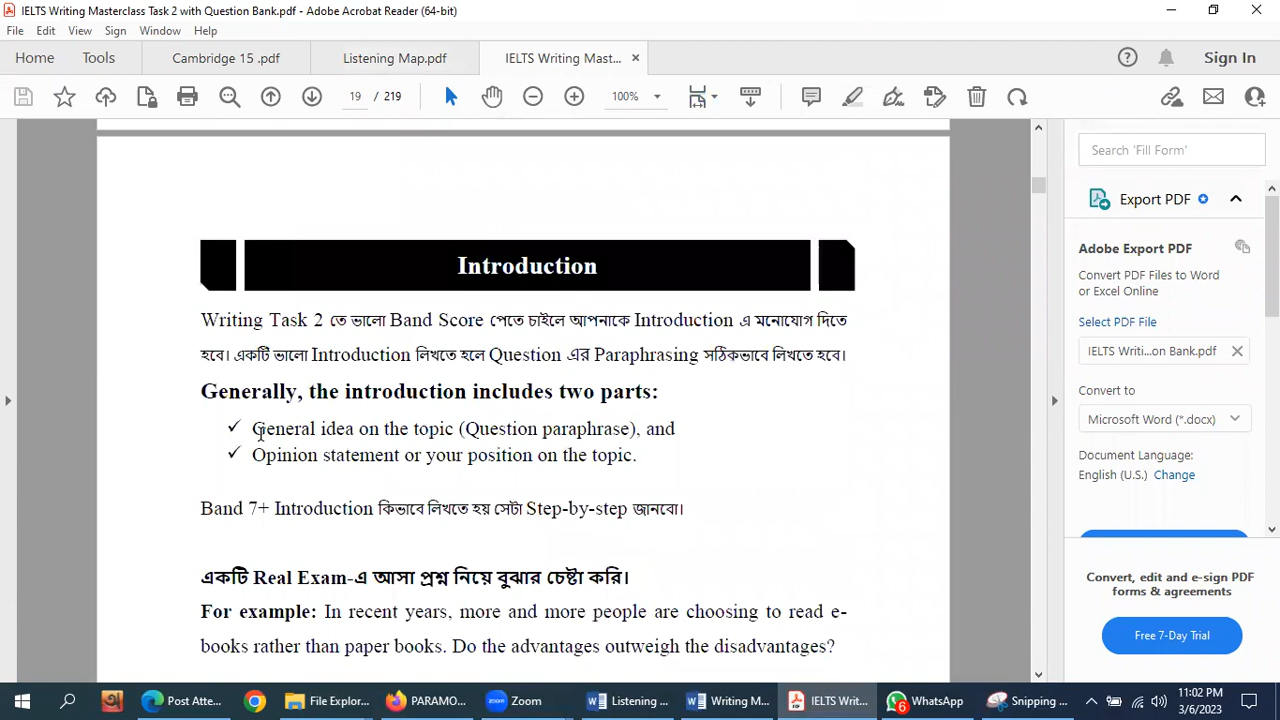 IELTS Writing Masterclass Task 2 with Question Bank.pdf - Adobe Acrobat Reader (64-bit)
File Edit View Sign Window Help
Home Tools Cambridge 15 .pdf Listening Map.pdf IELTS Writing Mast... Sign In
19 / 219 100%
Introduction
Writing Task 2 তে ভালো Band Score পেতে চাইলে আপনাকে Introduction এ মনোযোগ দিতে
হবে। একটি ভালো Introduction লিখতে হলে Question এর Paraphrasing সঠিকভাবে লিখতে হবে।
Generally, the introduction includes two parts:
✓ General idea on the topic (Question paraphrase), and
✓ Opinion statement or your position on the topic.
Band 7+ Introduction কিভাবে লিখতে হয় সেটা Step-by-step জানবো।
একটি Real Exam-এ আসা প্রশ্ন নিয়ে বুঝার চেষ্টা করি।
For example: In recent years, more and more people are choosing to read e-
books rather than paper books. Do the advantages outweigh the disadvantages?
Search 'Fill Form'
Export PDF
Adobe Export PDF
Convert PDF Files to Word
or Excel Online
Select PDF File
IELTS Writi...on Bank.pdf
Convert to
Microsoft Word (*.docx)
Document Language:
English (U.S.) Change
Convert, edit and e-sign PDF
forms & agreements
Free 7-Day Trial
Post Atte... File Explor... PARAMO... Zoom Listening ... Writing M... IELTS Writ... 6 WhatsApp Snipping ... 11:02 PM
3/6/2023